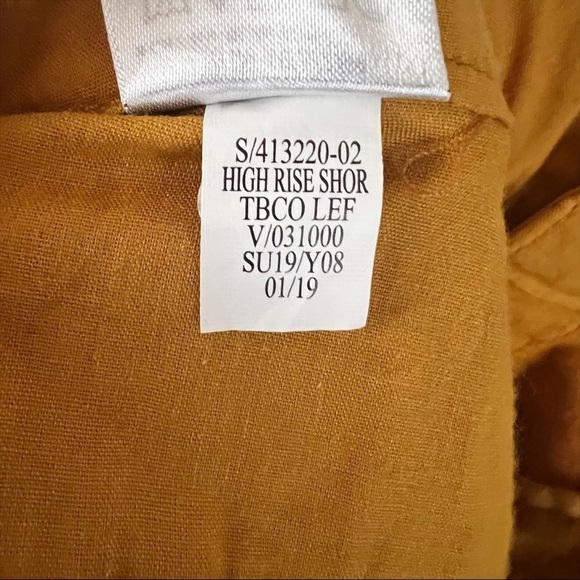 S/413220-02
HIGH RISE SHOR
TBCO LEF
V/031000
SU19/Y08
01/19